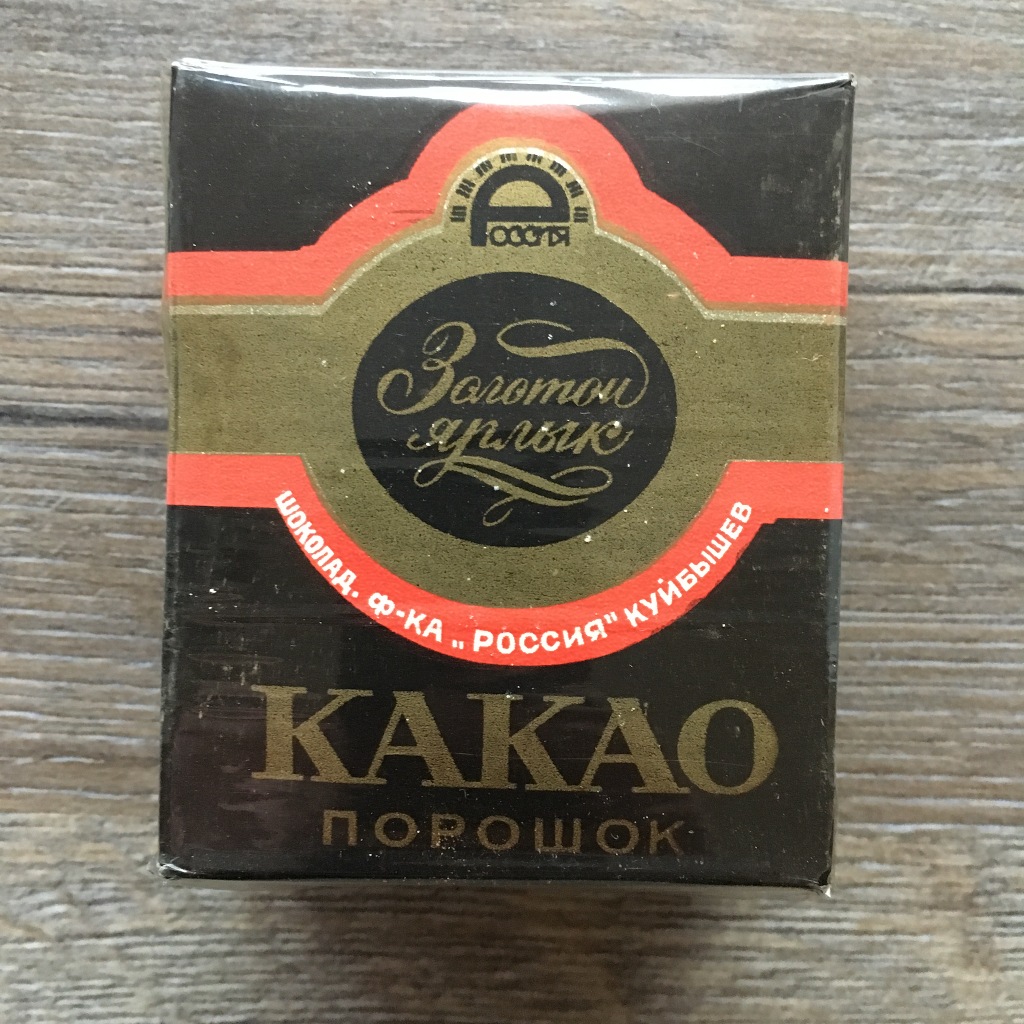 Россия
Золотой
ярлык
ШОКОЛАД. Ф-КА „РОССИЯ" КУЙБЫШЕВ
КАКАО
ПОРОШОК